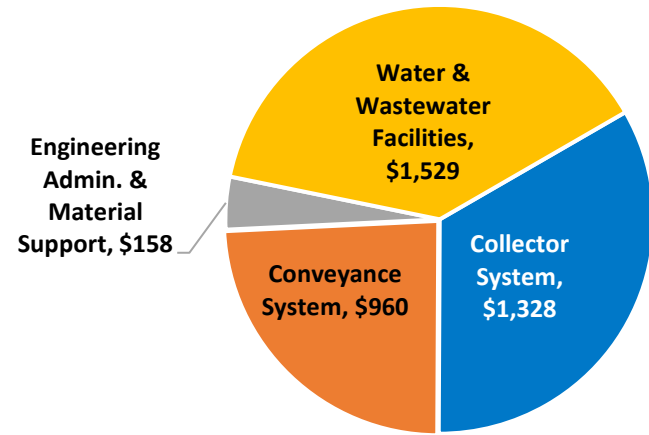 Water &
Wastewater
Facilities,
$1,529
Engineering
Admin. &
Material
Support, $158
Collector
System,
$1,328
Conveyance
System, $960